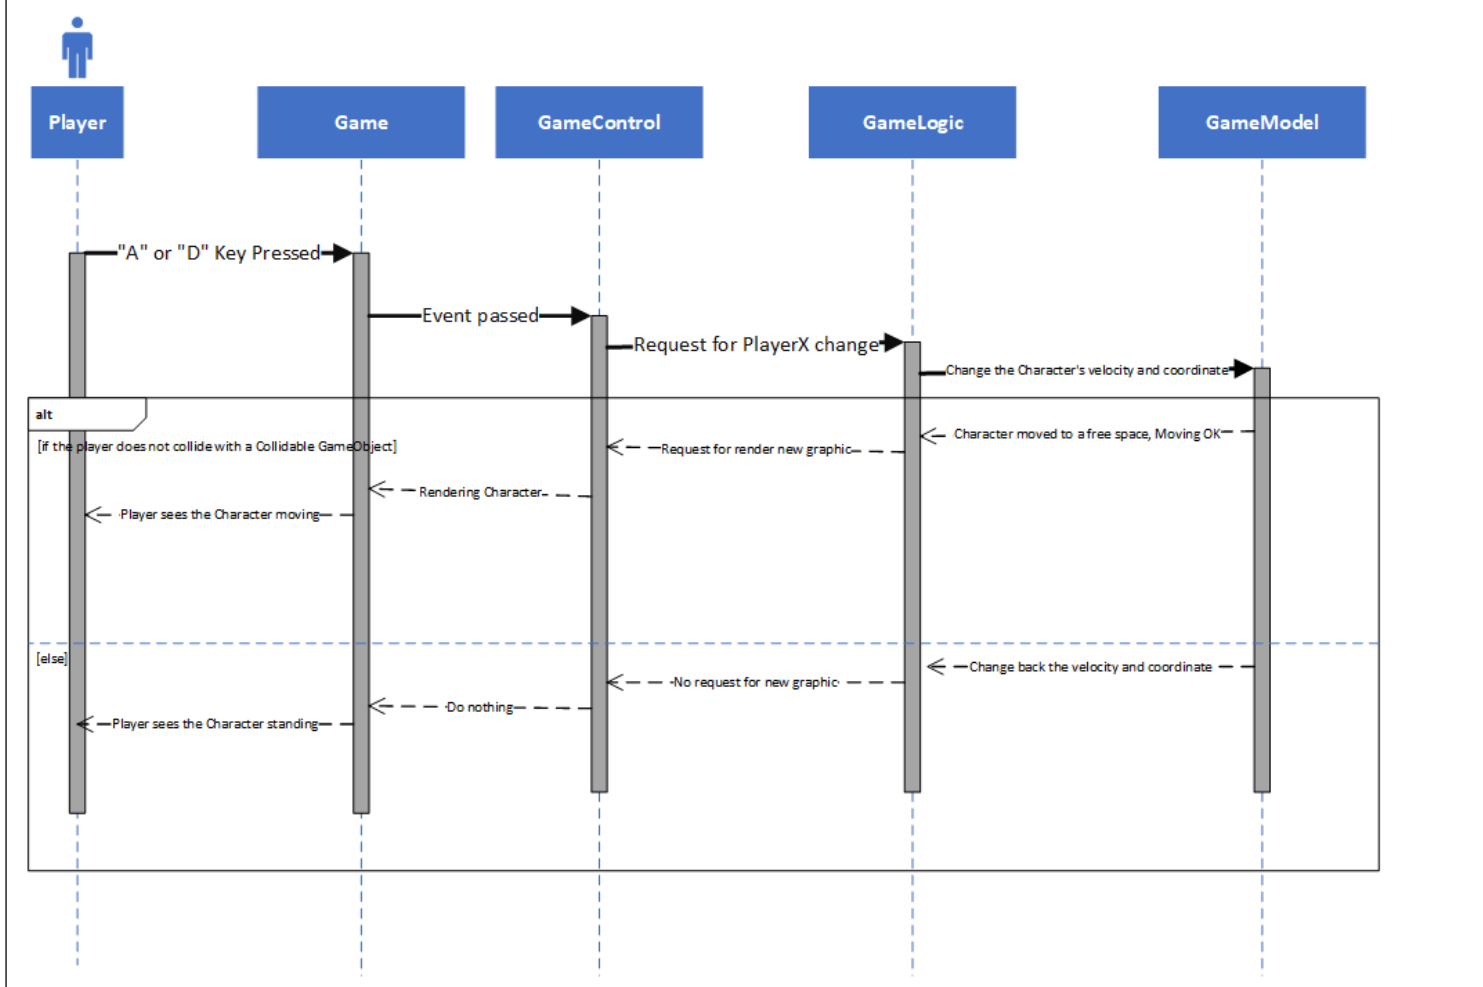 Player
Game
GameControl
GameLogic
GameModel
"A" or "D" Key Pressed
Event passed
Request for PlayerX change
Change the Character's velocity and coordinate
alt
[if the player does not collide with a Collidable GameObject]
Character moved to a free space, Moving OK
Request for render new graphic
Rendering Character
Player sees the Character moving
[else]
Change back the velocity and coordinate
No request for new graphic
Do nothing
Player sees the Character standing